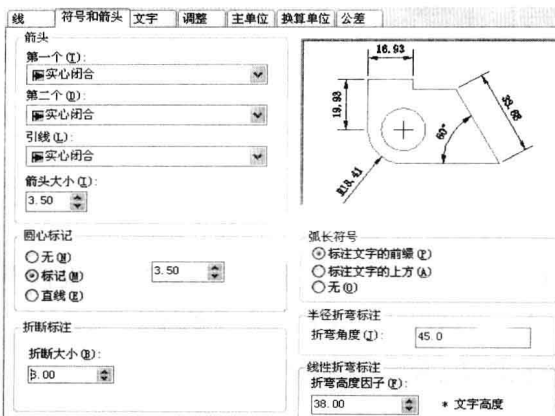 线 符号和箭头 文字 调整 主单位 换算单位 公差
箭头
第一个(T):
实心闭合
第二个(D):
实心闭合
引线(L):
实心闭合
箭头大小(I):
3.50
圆心标记
无(N)
标记(M)
3.50
直线(E)
折断标注
折断大小(B):
3.00
16.93
19.93
60°
R18.41
弧长符号
标注文字的前缀(P)
标注文字的上方(A)
无(O)
半径折弯标注
折弯角度(J):
45.0
线性折弯标注
折弯高度因子(F):
38.00
* 文字高度